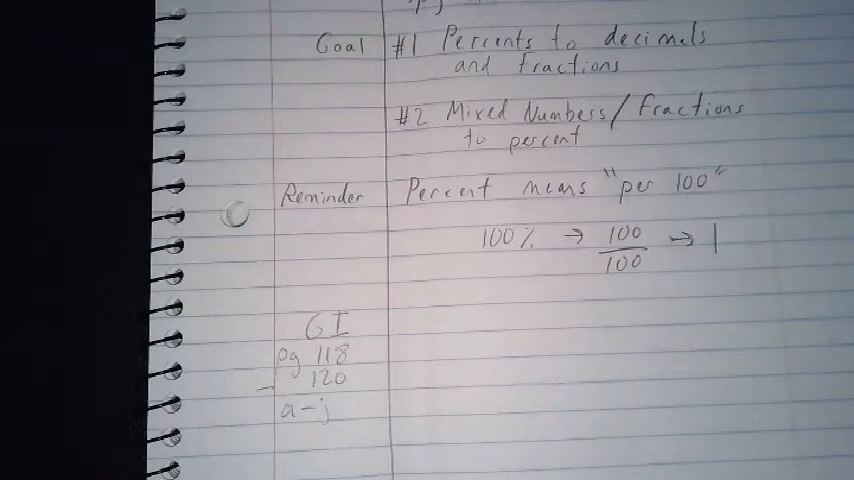 Goal #1 Percents to decimals
and fractions
#2 Mixed Numbers/Fractions
to percent
Reminder Percent means "per 100"
100% → 100/100 → 1
GI
pg 118
- 120
a-j